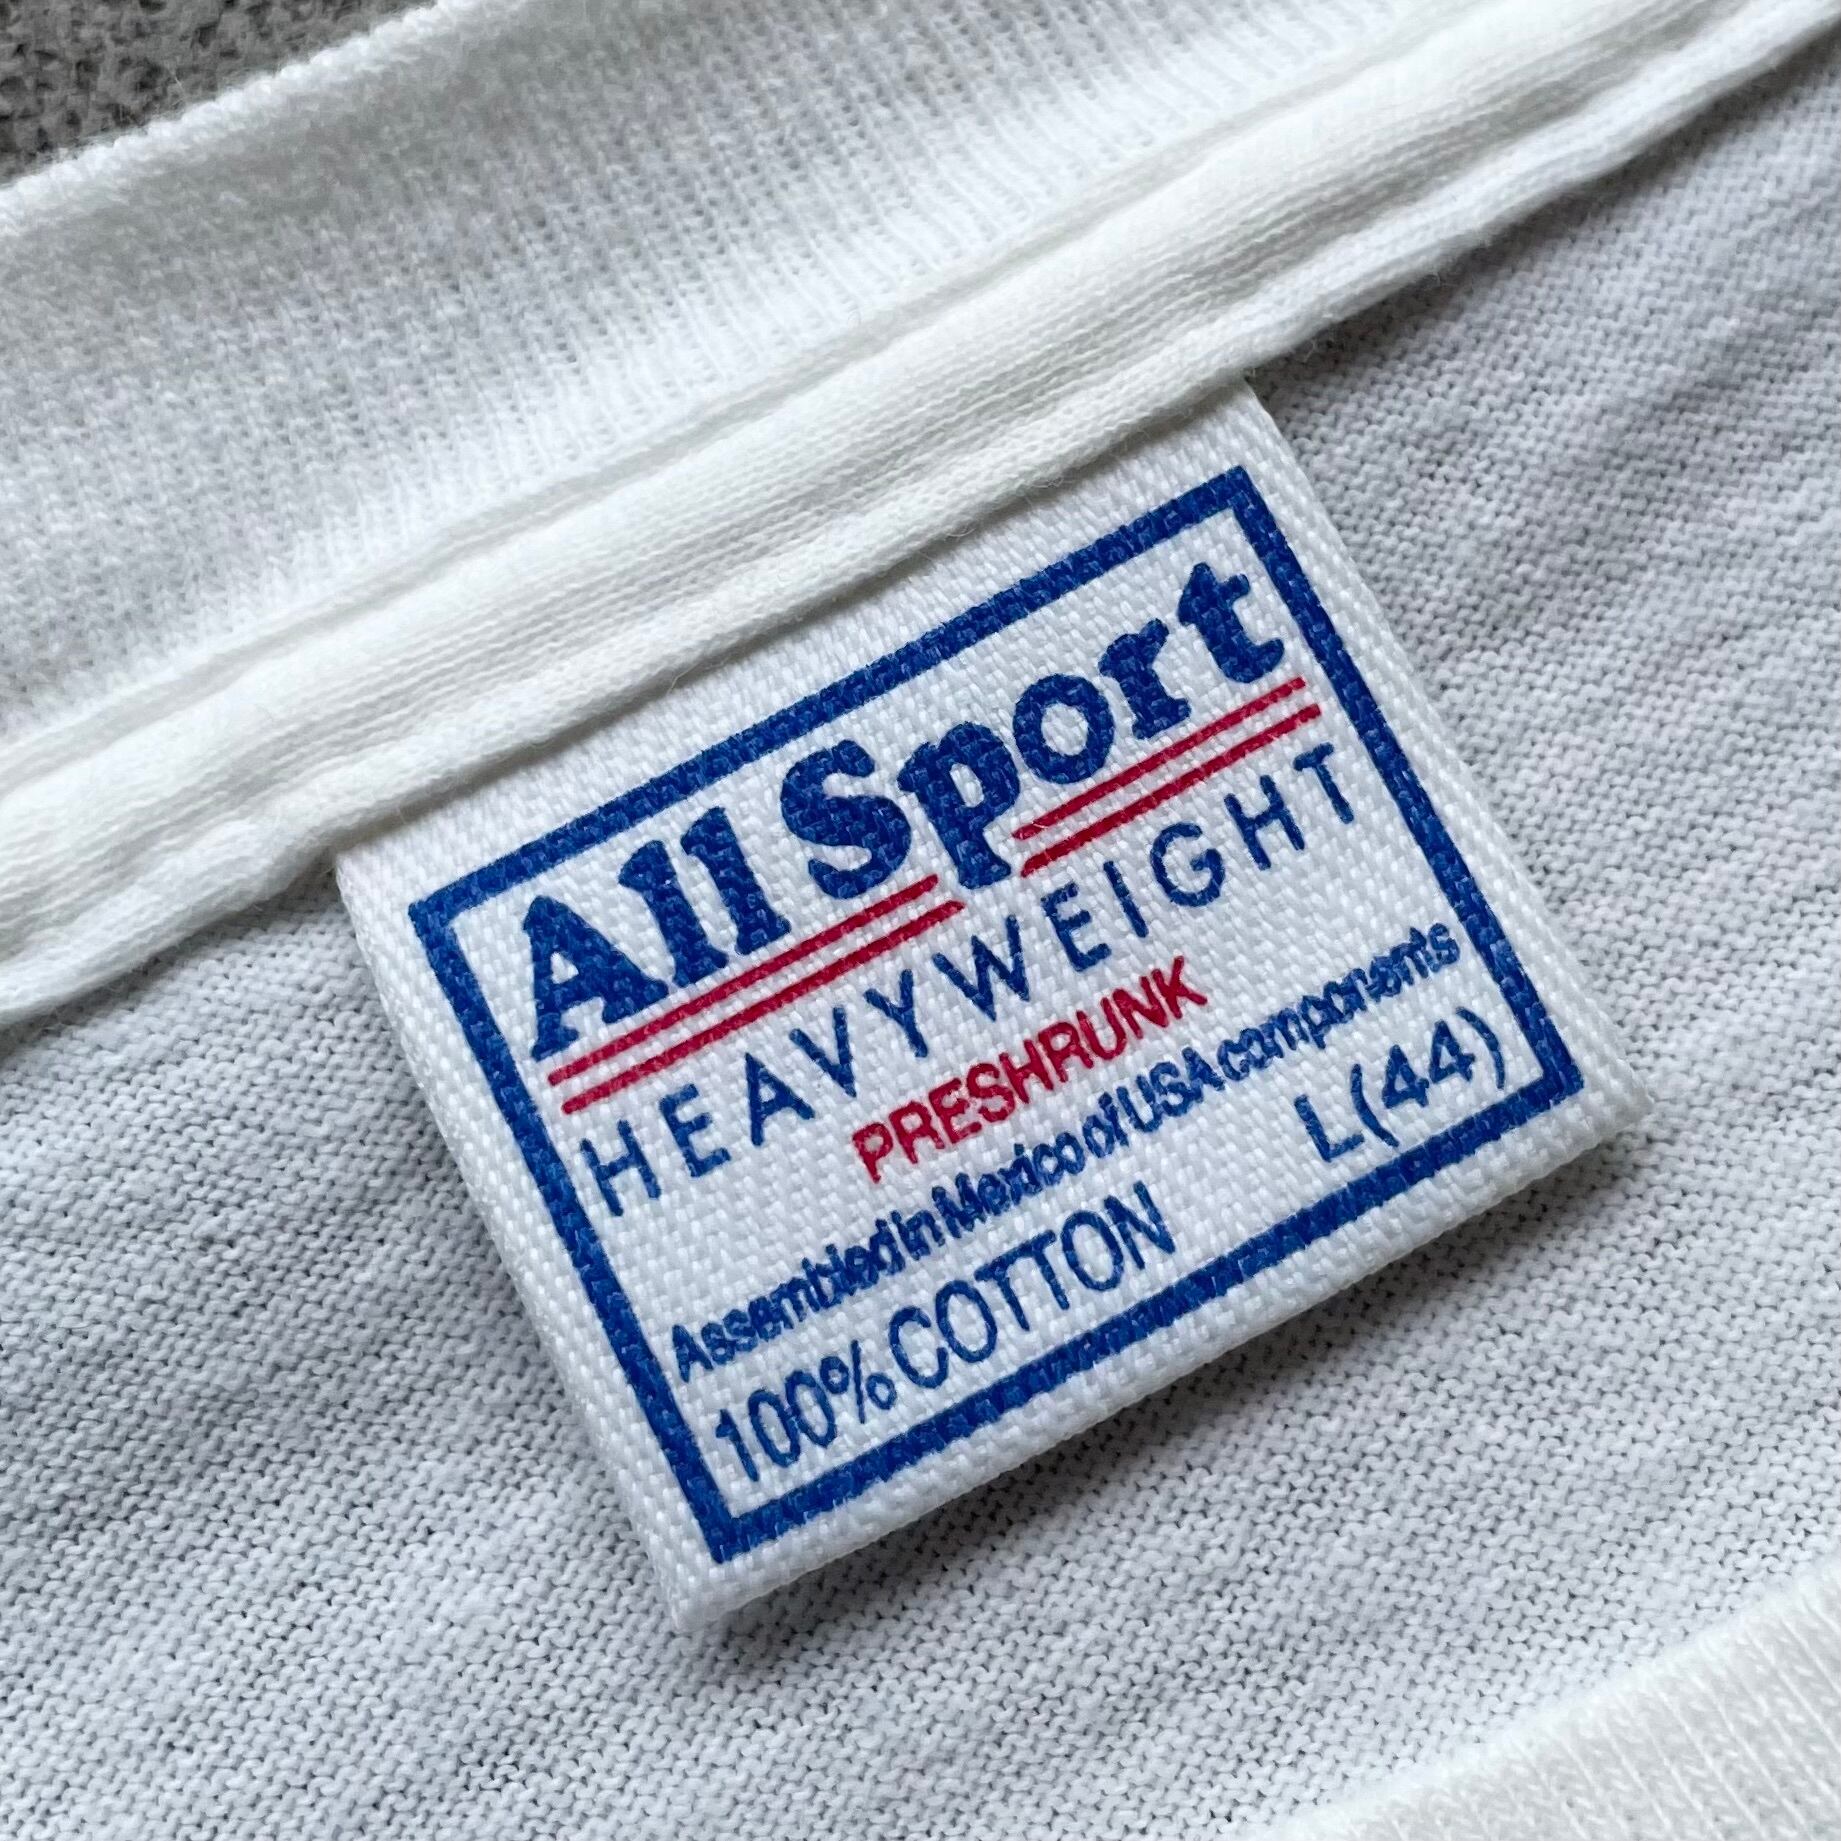 All Sport
HEAVYWEIGHT
PRESHRUNK
Assembled in Mexico of USA components
100% COTTON L(44)